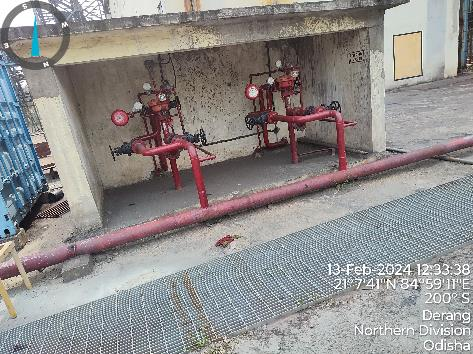 13-Feb-2024 12:33:38
21°7'41"N 84°59'11"E
200° S
Derang
Northern Division
Odisha